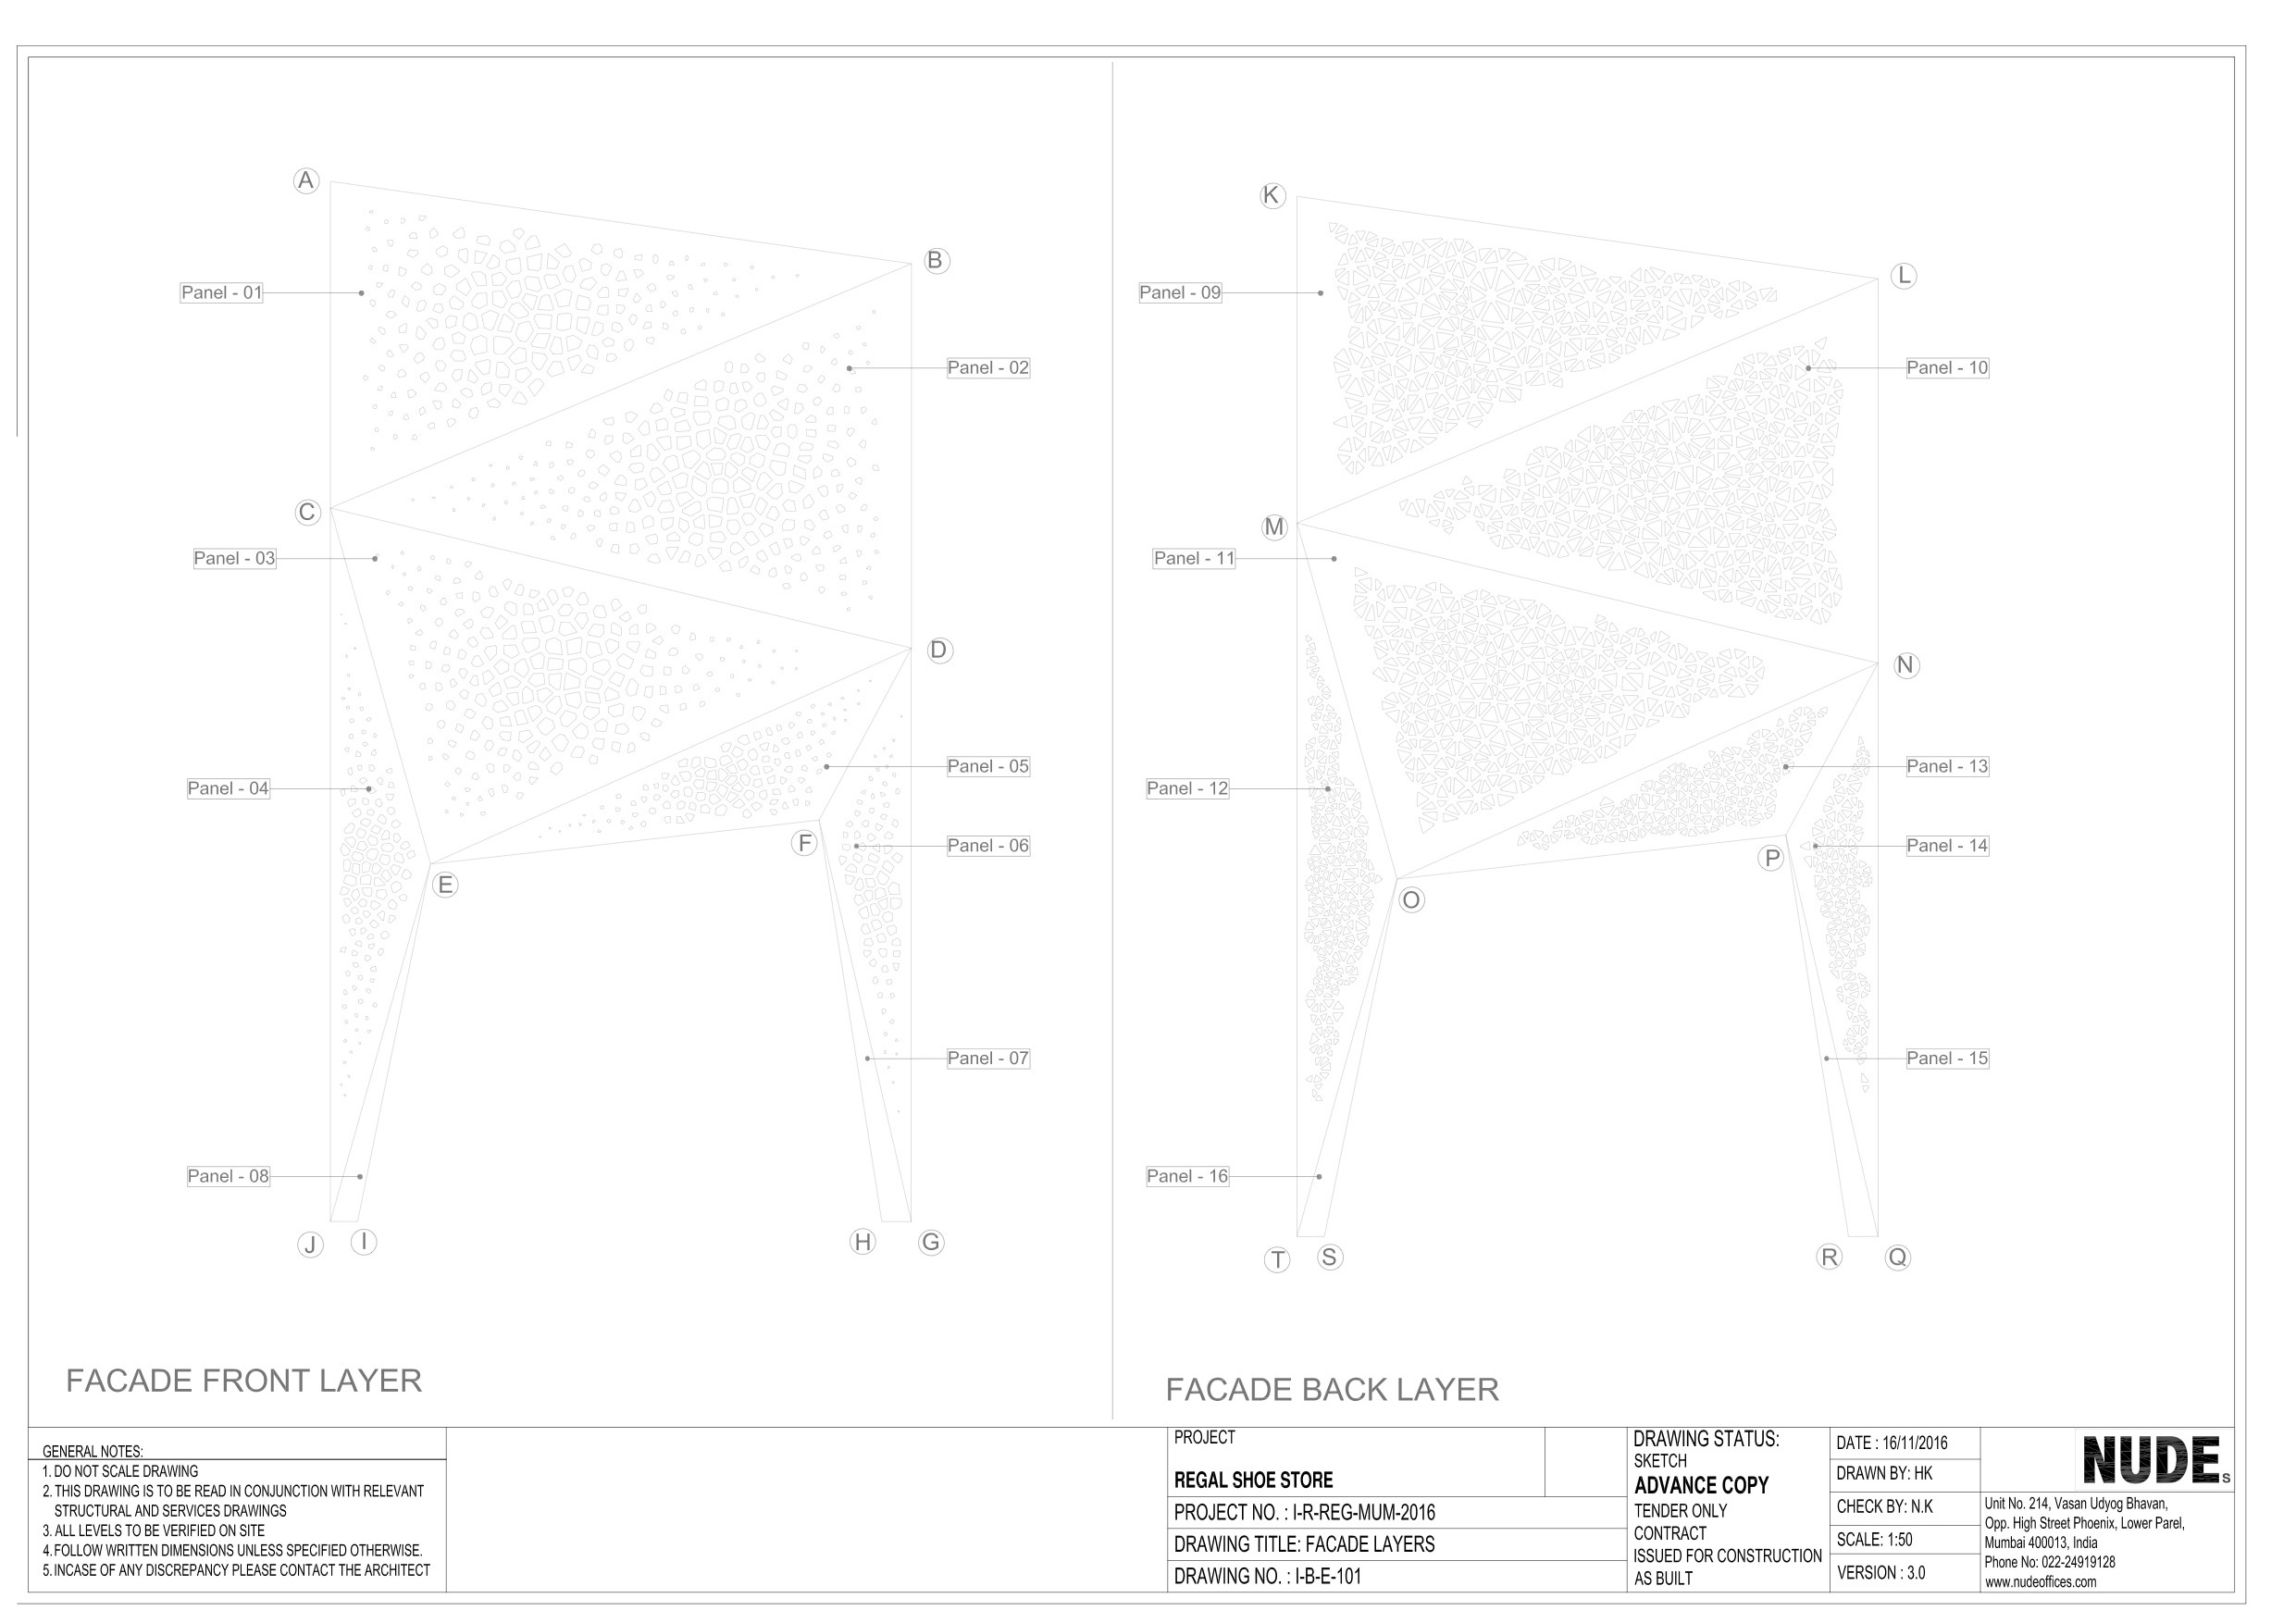 A
B
Panel - 01
Panel - 02
C
Panel - 03
D
Panel - 04
Panel - 05
F
Panel - 06
E
Panel - 07
Panel - 08
J
I
H
G
FACADE FRONT LAYER
K
L
Panel - 09
Panel - 10
M
Panel - 11
N
Panel - 12
Panel - 13
P
Panel - 14
O
Panel - 15
Panel - 16
T
S
R
Q
FACADE BACK LAYER
GENERAL NOTES:
1. DO NOT SCALE DRAWING
2. THIS DRAWING IS TO BE READ IN CONJUNCTION WITH RELEVANT
STRUCTURAL AND SERVICES DRAWINGS
3. ALL LEVELS TO BE VERIFIED ON SITE
4. FOLLOW WRITTEN DIMENSIONS UNLESS SPECIFIED OTHERWISE.
5. INCASE OF ANY DISCREPANCY PLEASE CONTACT THE ARCHITECT
PROJECT
REGAL SHOE STORE
PROJECT NO. : I-R-REG-MUM-2016
DRAWING TITLE: FACADE LAYERS
DRAWING NO. : I-B-E-101
DRAWING STATUS:
SKETCH
ADVANCE COPY
TENDER ONLY
CONTRACT
ISSUED FOR CONSTRUCTION
AS BUILT
DATE : 16/11/2016
DRAWN BY: HK
CHECK BY: N.K
SCALE: 1:50
VERSION : 3.0
NUDEs
Unit No. 214, Vasan Udyog Bhavan,
Opp. High Street Phoenix, Lower Parel,
Mumbai 400013, India
Phone No: 022-24919128
www.nudeoffices.com